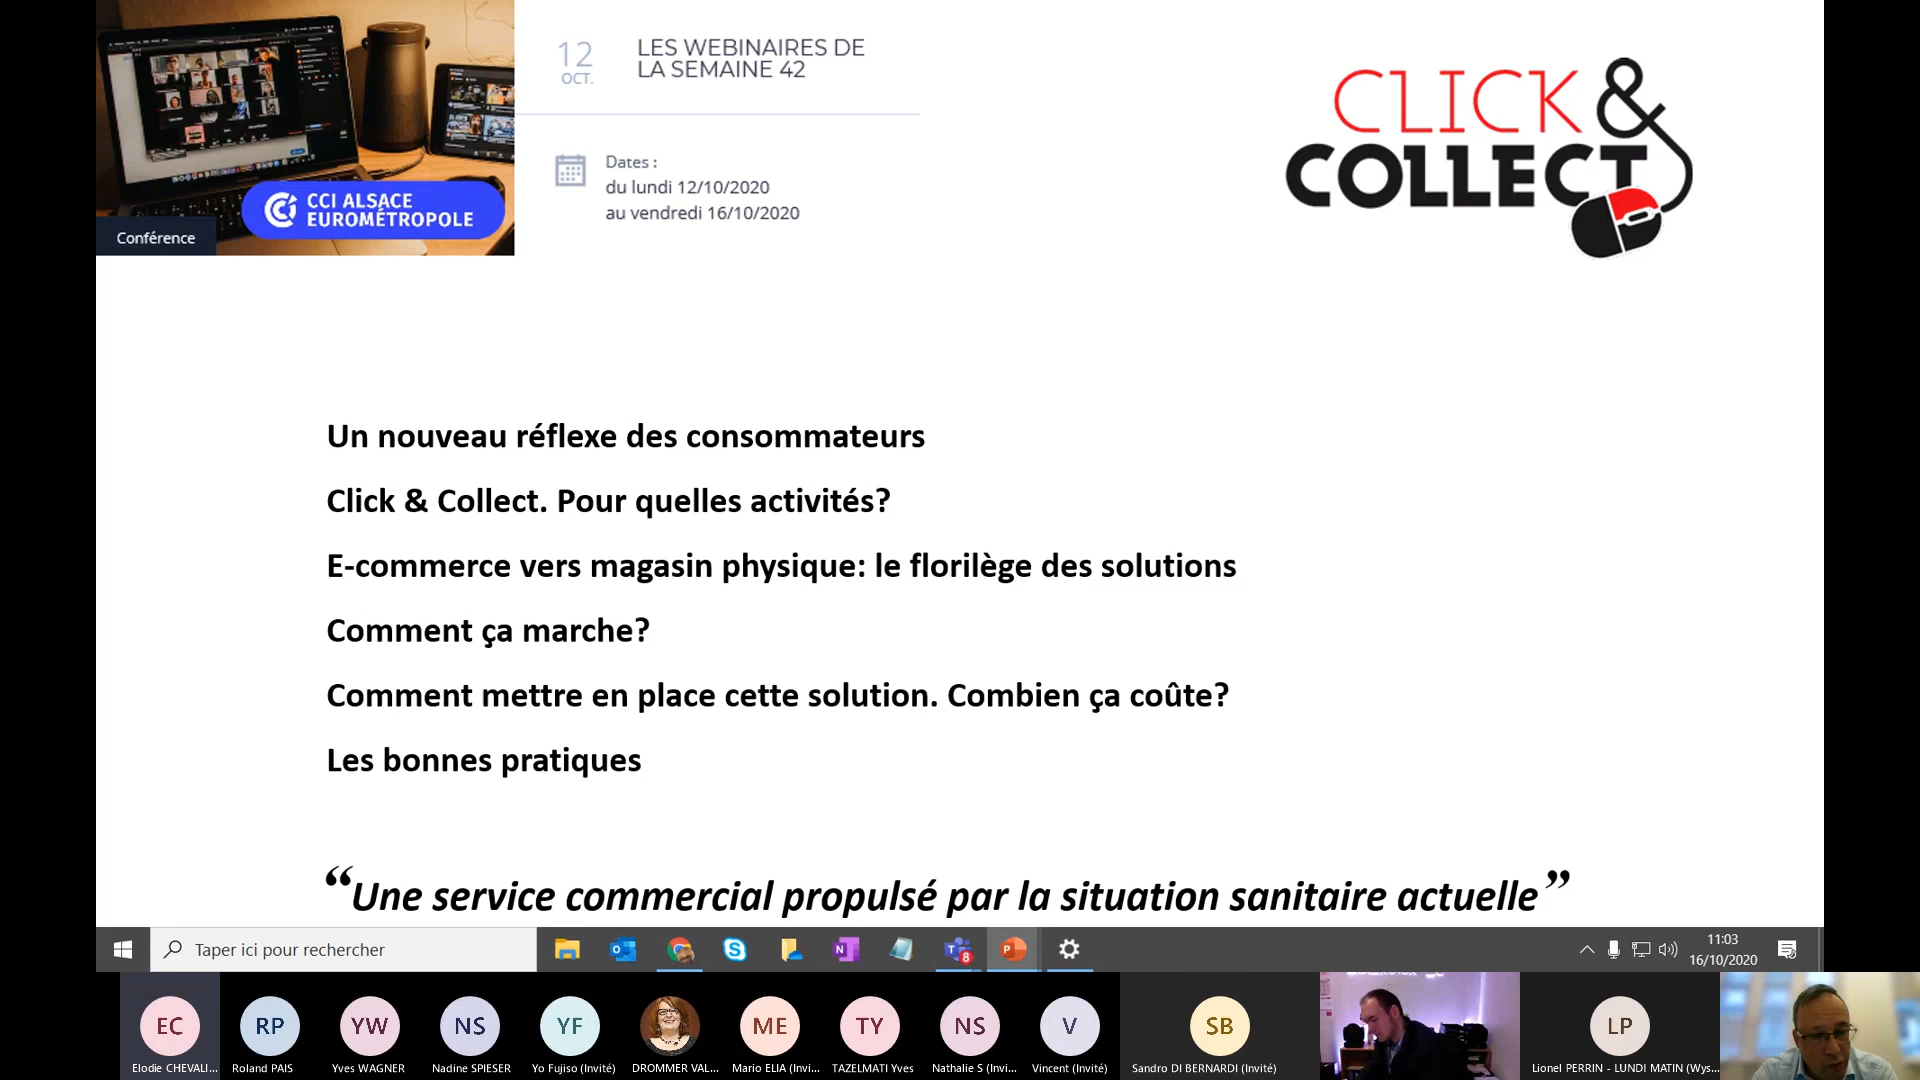 12
OCT.
LES WEBINAIRES DE
LA SEMAINE 42
CCI ALSACE
EUROMÉTROPOLE
Conférence
Dates :
du lundi 12/10/2020
au vendredi 16/10/2020
CLICK &
COLLECT
Un nouveau réflexe des consommateurs
Click & Collect. Pour quelles activités?
E-commerce vers magasin physique: le florilège des solutions
Comment ça marche?
Comment mettre en place cette solution. Combien ça coûte?
Les bonnes pratiques
“Une service commercial propulsé par la situation sanitaire actuelle”
Taper ici pour rechercher
8
11:03
16/10/2020
EC
RP
YW
NS
YF
ME
TY
NS
V
SB
LP
Elodie CHEVALI...
Roland PAIS
Yves WAGNER
Nadine SPIESER
Yo Fujiso (Invité)
DROMMER VAL...
Mario ELIA (Invi...
TAZELMATI Yves
Nathalie S (Invi...
Vincent (Invité)
Sandro DI BERNARDI (Invité)
Lionel PERRIN - LUNDI MATIN (Wys...